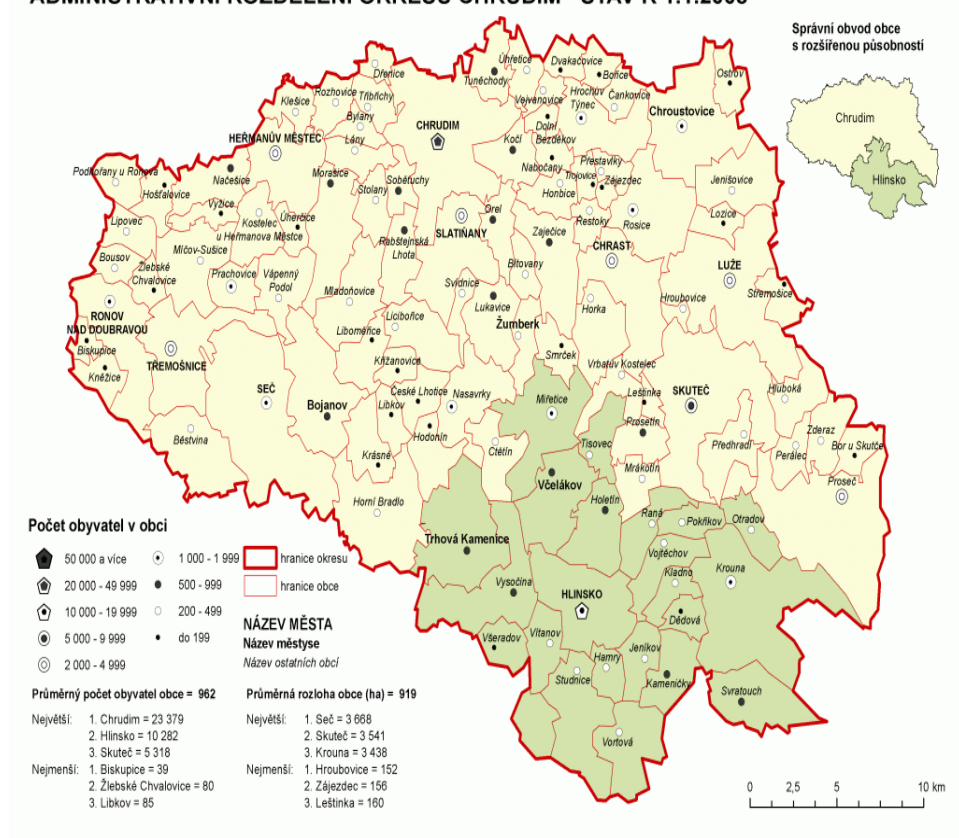 ADMINISTRATIVNÍ ROZDĚLENÍ OKRESU CHRUDIM - STAV K 1.1.2008
Správní obvod obce
s rozšířenou působností
Chrudim
Hlinsko
Dřenice
Úhřetice
Tuněchody
Dvakačovice
Bořice
Ostrov
Klešice
Rozhovice
Třibřichy
Vejvanovice
Hrochův
Týnec
Čankovice
Chroustovice
Bylany
CHRUDIM
Dolní
Bezděkov
HEŘMANŮV MĚSTEC
Lány
Kočí
Nabočany
Přestavlky
Podhořany u Ronova
Hošťalovice
Načešice
Morašice
Stolany
Sobětuchy
Trojovice
Zájezdec
Honbice
Jenišovice
Vyžice
Kostelec
u Heřmanova Městce
Úherčice
Orel
SLATIŇANY
Řestoky
Rosice
Lozice
Lipovec
Rabštejnská
Lhota
Zaječice
CHRAST
Míčov-Sušice
Bousov
Žlebské
Chvalovice
Prachovice
Vápenný
Podol
Bítovany
LUŽE
Mladoňovice
Svídnice
Lukavice
Stremošice
RONOV
NAD DOUBRAVOU
Horka
Hroubovice
Biskupice
Licibořice
Libomeřice
Žumberk
TŘEMOŠNICE
Kněžice
Smrček
Křižanovice
Vrbatův Kostelec
SEČ
České Lhotice
Nasavrky
Miřetice
Leština
SKUTEČ
Hluboká
Bojanov
Libkov
Hodonín
Prosetín
Běstvina
Ctětín
Tisovec
Předhradí
Zderaz
Perálec
Bor u Skutče
Krásné
Mrákotín
Proseč
Včelákov
Horní Bradlo
Holetín
Raná
Pokřikov
Otradov
Trhová Kamenice
Vojtěchov
Kladno
Krouna
Vysočina
HLINSKO
Dědová
Všeradov
Vítanov
Hamry
Jeníkov
Studnice
Kameničky
Svratouch
Vortová
Počet obyvatel v obci
50 000 a více
1 000 - 1 999
hranice okresu
20 000 - 49 999
500 - 999
hranice obce
10 000 - 19 999
200 - 499
NÁZEV MĚSTA
5 000 - 9 999
do 199
Název městyse
2 000 - 4 999
Název ostatních obcí
Průměrný počet obyvatel obce = 962
Průměrná rozloha obce (ha) = 919
Největší: 1. Chrudim = 23 379
2. Hlinsko = 10 282
3. Skuteč = 5 318
Nejmenší: 1. Biskupice = 39
2. Žlebské Chvalovice = 80
3. Libkov = 85
Největší: 1. Seč = 3 668
2. Skuteč = 3 541
3. Krouna = 3 438
Nejmenší: 1. Hroubovice = 152
2. Zájezdec = 156
3. Leštinka = 160
0 2,5 5 10 km